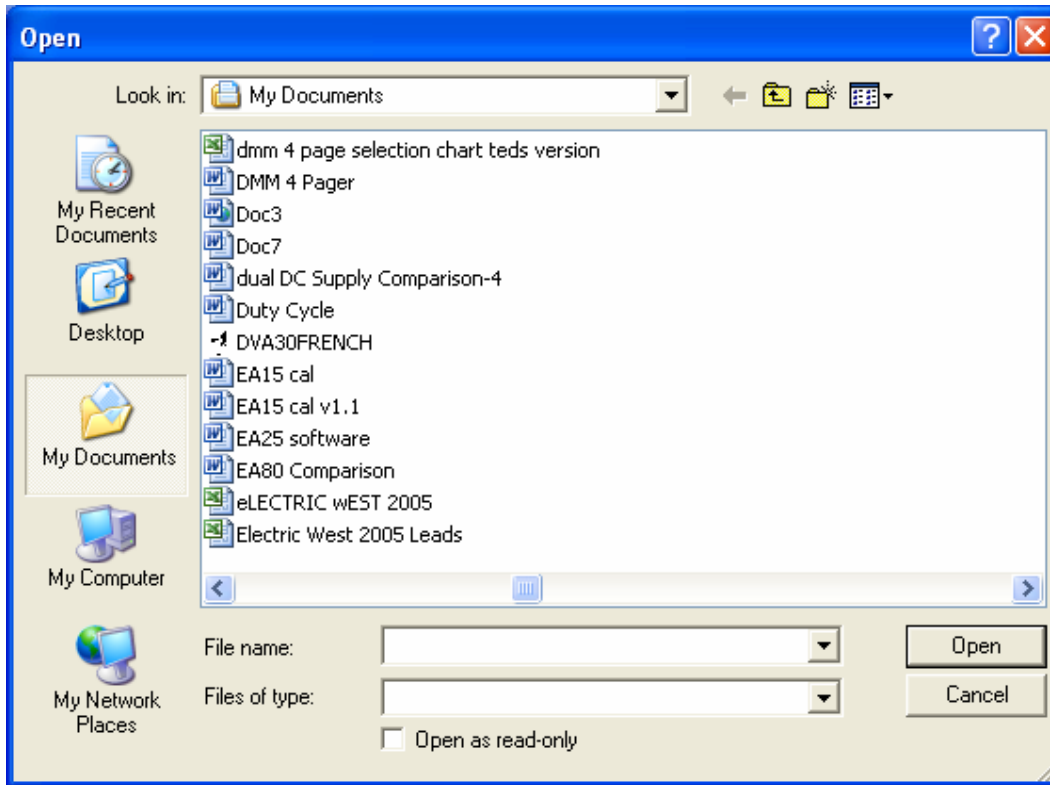 Open
Look in:
My Documents
dmm 4 page selection chart teds version
DMM 4 Pager
Doc3
Doc7
dual DC Supply Comparison-4
Duty Cycle
DVA30FRENCH
EA15 cal
EA15 cal v1.1
EA25 software
EA80 Comparison
eLECTRIC wEST 2005
Electric West 2005 Leads
My Recent
Documents
Desktop
My Documents
My Computer
My Network
Places
File name:
Open
Files of type:
Cancel
Open as read-only